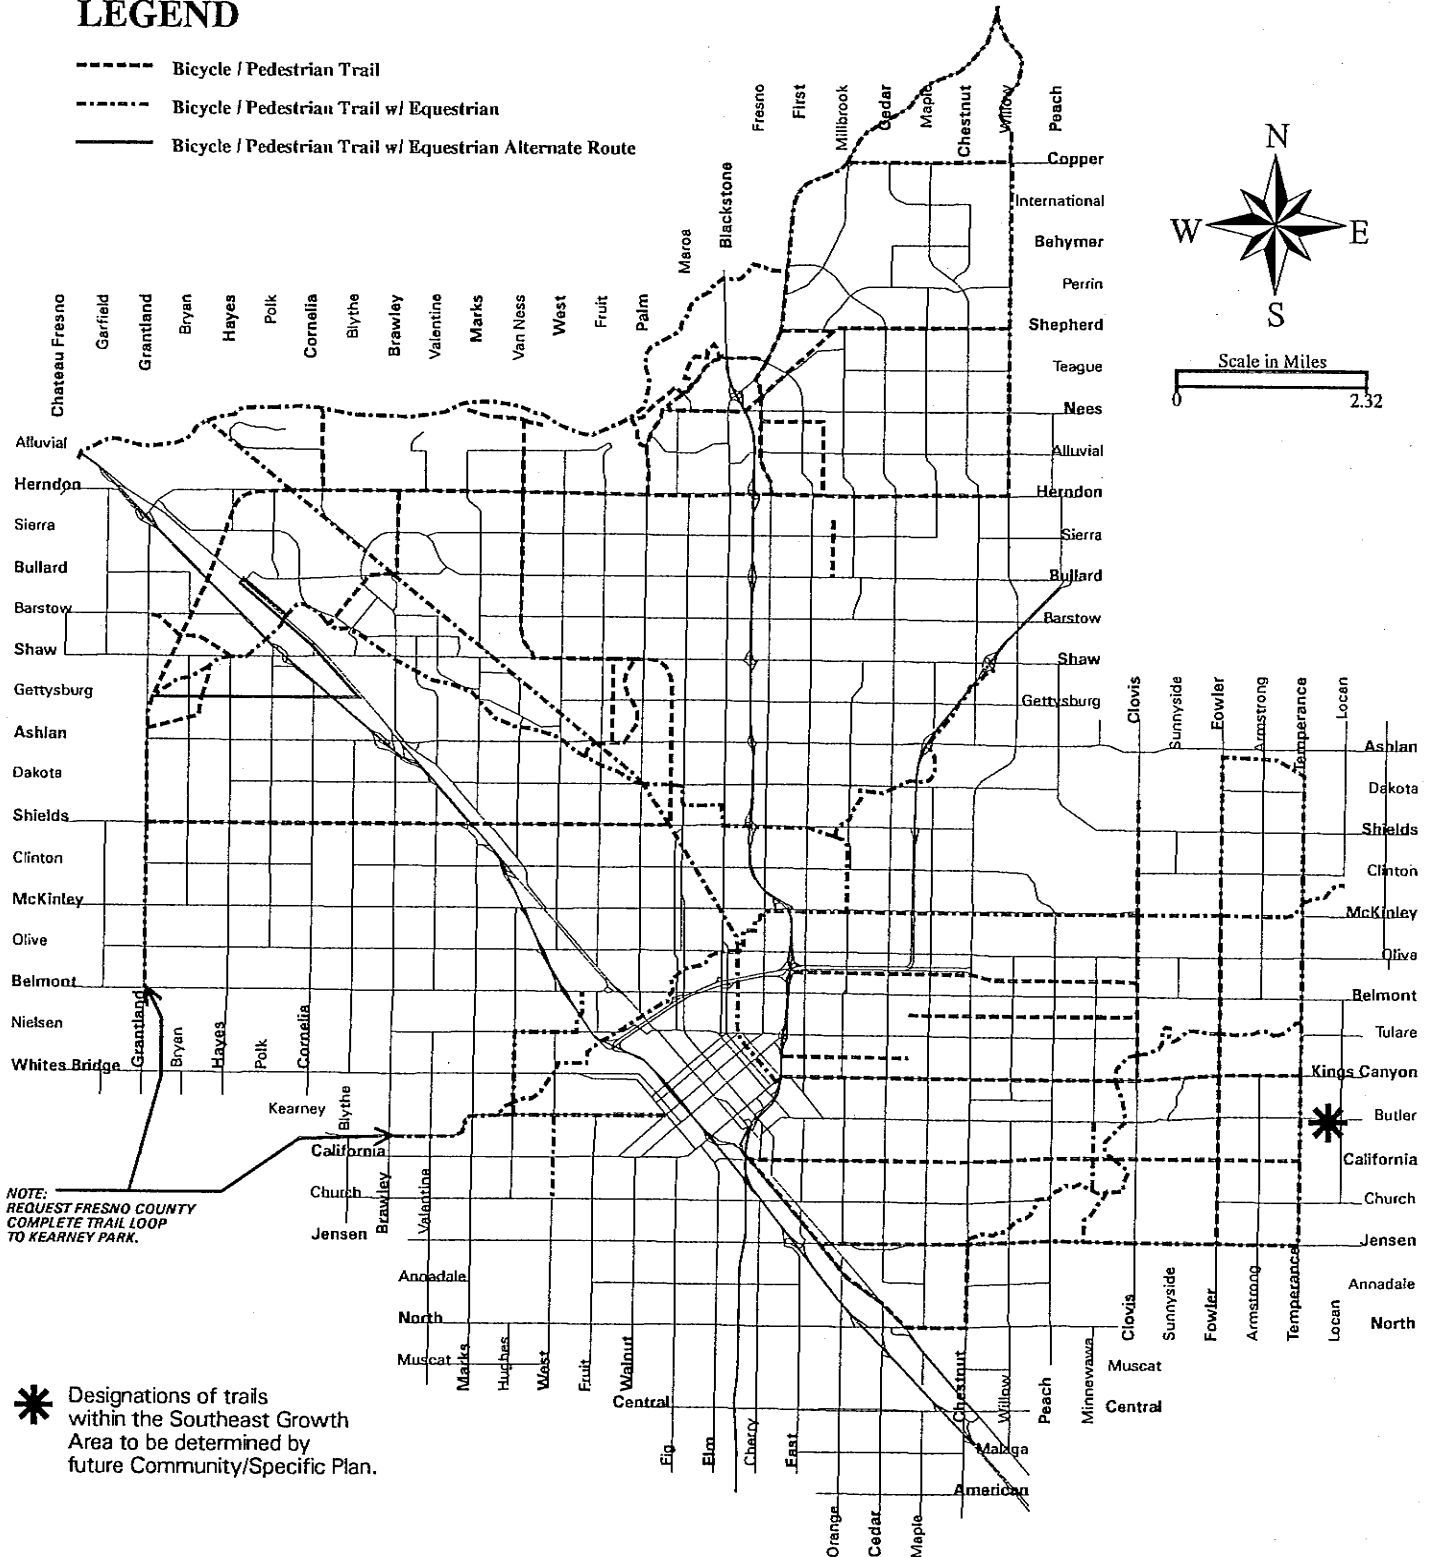 LEGEND
Bicycle / Pedestrian Trail
Bicycle / Pedestrian Trail w/ Equestrian
Bicycle / Pedestrian Trail w/ Equestrian Alternate Route
Fresno
First
Millbrook
Cedar
Maple
Chestnut
Willow
Peach
Copper
International
Behymer
Perrin
Shepherd
Teague
Nees
Alluvial
Herndon
Sierra
Bullard
Barstow
Shaw
Gettysburg
N
W
E
S
Scale in Miles
0
2.32
Chateau Fresno
Garfield
Grantland
Bryan
Hayes
Polk
Cornelia
Blythe
Brawley
Valentine
Marks
Van Ness
West
Fruit
Palm
Maroa
Blackstone
Alluvial
Herndon
Sierra
Bullard
Barstow
Shaw
Gettysburg
Ashlan
Dakota
Shields
Clinton
McKinley
Olive
Belmont
Nielsen
Whites Bridge
Clovis
Sunnyside
Fowler
Armstrong
Temperance
Locan
Ashlan
Dakota
Shields
Clinton
McKinley
Oliva
Belmont
Tulare
Kings Canyon
Butler
California
Church
Jensen
Annadale
North
Grantland
Bryan
Hayes
Polk
Cornelia
Kearney
Blythe
California
Church
Jensen
Brawley
Valentine
Annadale
North
Muscat
Central
NOTE:
REQUEST FRESNO COUNTY
COMPLETE TRAIL LOOP
TO KEARNEY PARK.
Marks
Hughes
West
Fruit
Walnut
Fig
Elm
Cherry
East
Orange
Cedar
Maple
Chestnut
Willow
Peach
Minnewawa
Clovis
Sunnyside
Fowler
Armstrong
Temperance
Locan
Muscat
Central
Malaga
American
Designations of trails
within the Southeast Growth
Area to be determined by
future Community/Specific Plan.